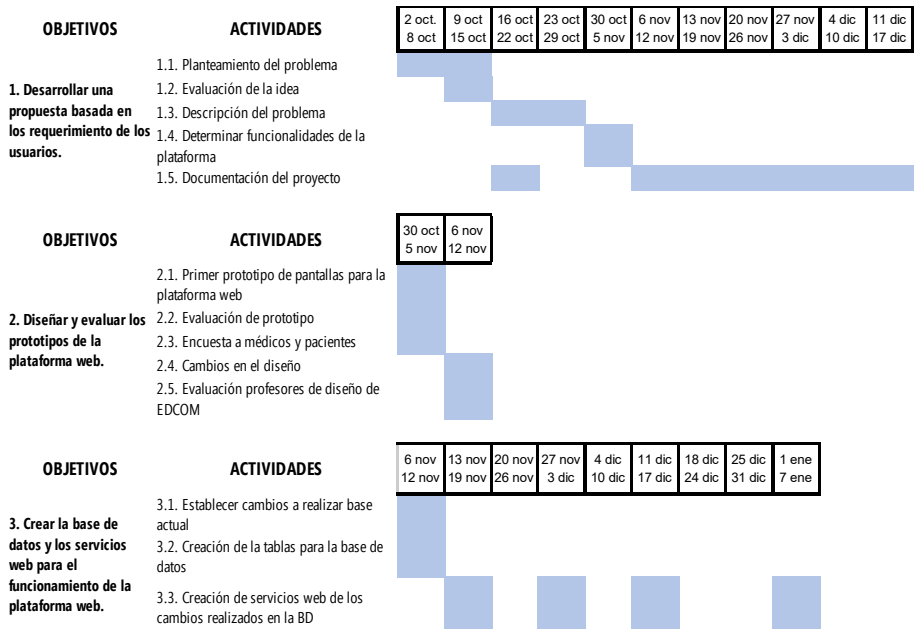 OBJETIVOS ACTIVIDADES 2 oct. 9 oct 16 oct 23 oct 30 oct 6 nov 13 nov 20 nov 27 nov 4 dic 11 dic
8 oct 15 oct 22 oct 29 oct 5 nov 12 nov 19 nov 26 nov 3 dic 10 dic 17 dic
1. Desarrollar una
propuesta basada en
los requerimiento de los
usuarios.
1.1. Planteamiento del problema
1.2. Evaluación de la idea
1.3. Descripción del problema
1.4. Determinar funcionalidades de la
plataforma
1.5. Documentación del proyecto
OBJETIVOS ACTIVIDADES 30 oct 6 nov
5 nov 12 nov
2. Diseñar y evaluar los
prototipos de la
plataforma web.
2.1. Primer prototipo de pantallas para la
plataforma web
2.2. Evaluación de prototipo
2.3. Encuesta a médicos y pacientes
2.4. Cambios en el diseño
2.5. Evaluación profesores de diseño de
EDCOM
OBJETIVOS ACTIVIDADES 6 nov 13 nov 20 nov 27 nov 4 dic 11 dic 18 dic 25 dic 1 ene
12 nov 19 nov 26 nov 3 dic 10 dic 17 dic 24 dic 31 dic 7 ene
3. Crear la base de
datos y los servicios
web para el
funcionamiento de la
plataforma web.
3.1. Establecer cambios a realizar base
actual
3.2. Creación de la tablas para la base de
datos
3.3. Creación de servicios web de los
cambios realizados en la BD